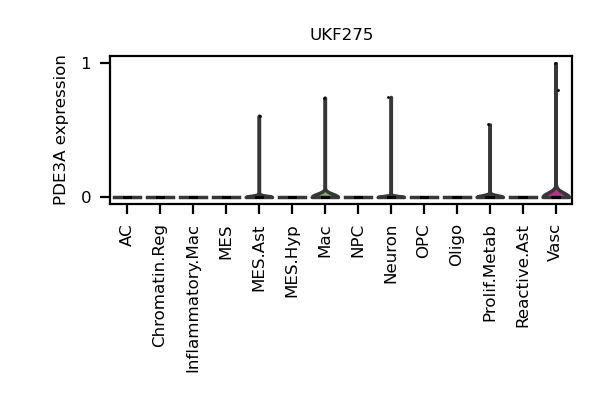 UKF275
PDE3A expression
1
0
AC
Chromatin.Reg
Inflammatory.Mac
MES
MES.Ast
MES.Hyp
Mac
NPC
Neuron
OPC
Oligo
Prolif.Metab
Reactive.Ast
Vasc